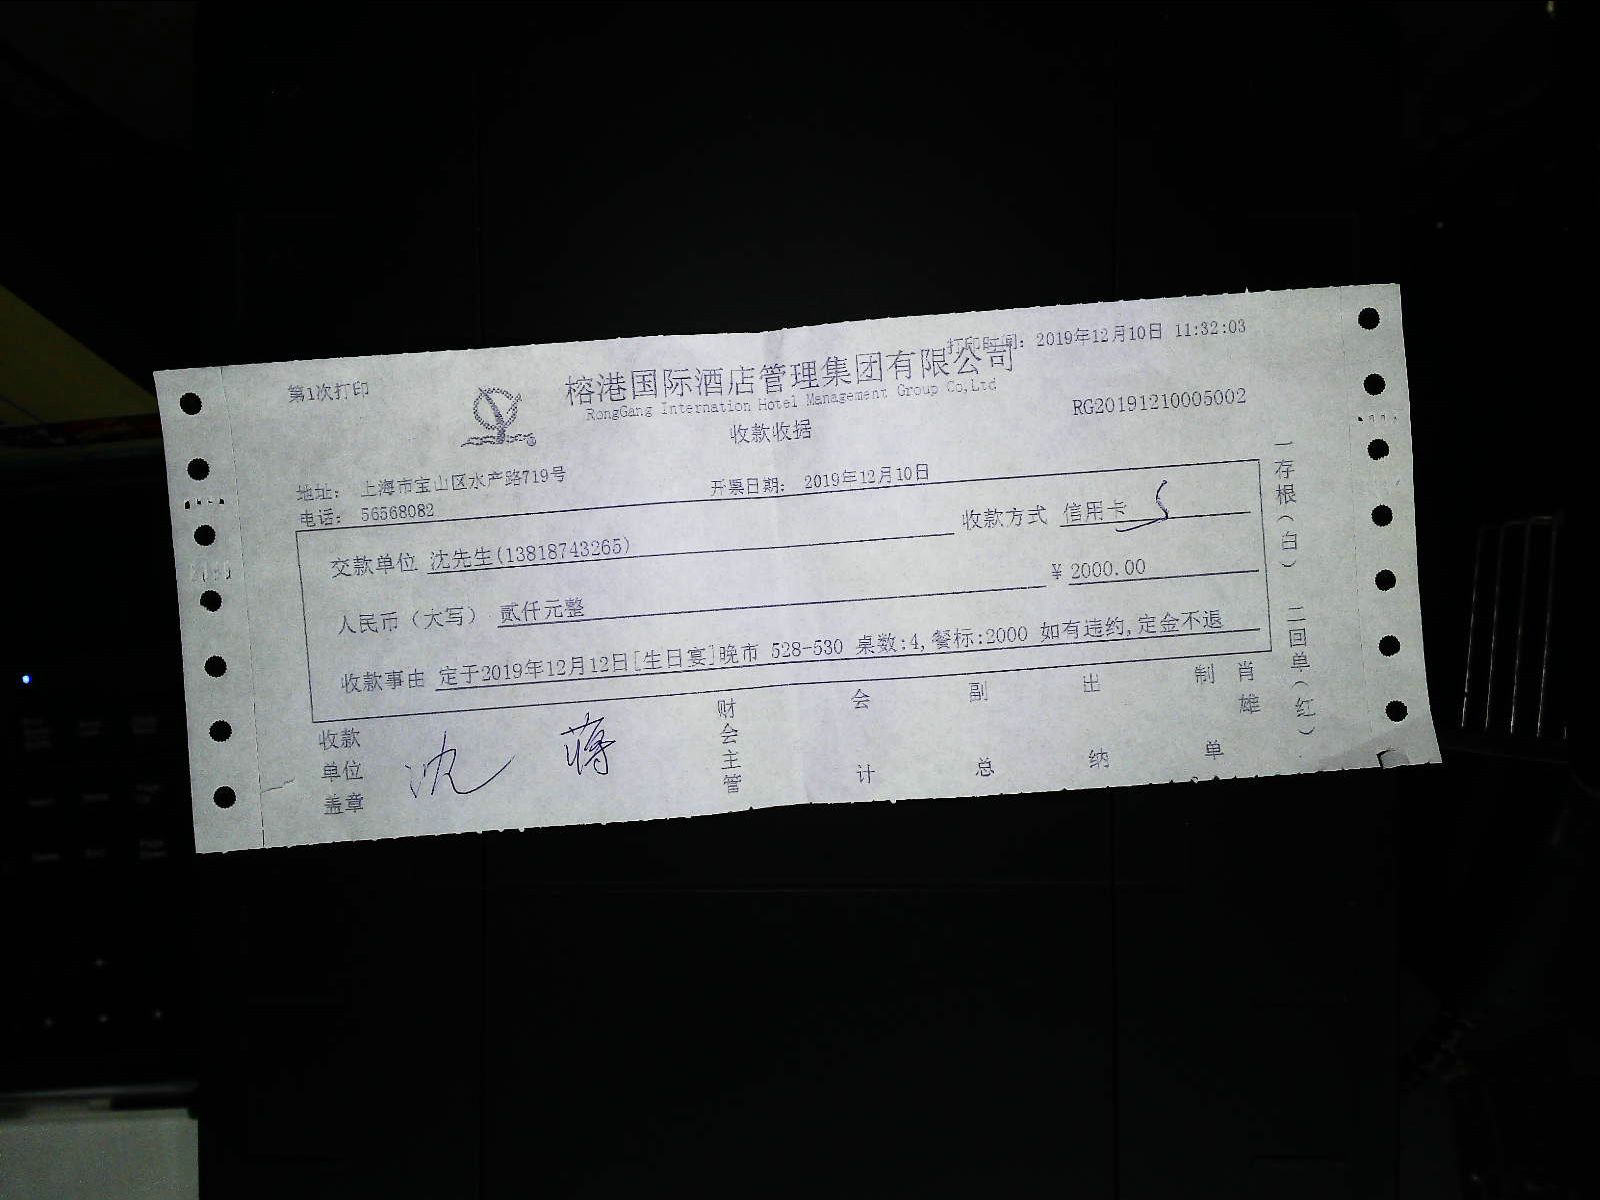 第1次打印
打印时间: 2019年12月10日 11:32:03
榕港国际酒店管理集团有限公司
RongGang Internation Hotel Management Group Co,Ltd
RG20191210005002
收款收据
地址: 上海市宝山区水产路719号
开票日期: 2019年12月10日
电话: 56568082
交款单位 沈先生(13818743265)
收款方式 信用卡
人民币（大写） 贰仟元整
¥ 2000.00
收款事由 定于2019年12月12日[生日宴]晚市 528-530 桌数:4,餐标:2000 如有违约,定金不退
收款单位盖章
沈 蒋
财会主管
会计
副总
出纳
制单
肖雄
一存根（白） 二回单（红）